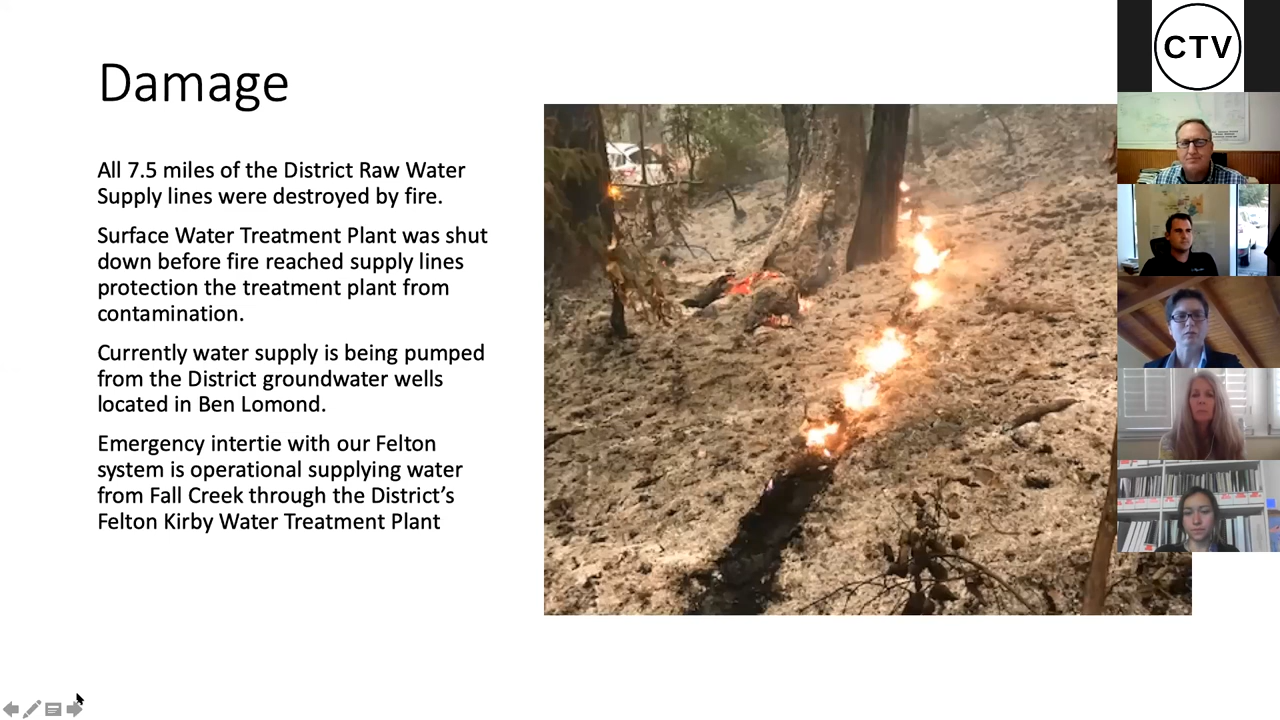 Damage
All 7.5 miles of the District Raw Water
Supply lines were destroyed by fire.
Surface Water Treatment Plant was shut
down before fire reached supply lines
protection the treatment plant from
contamination.
Currently water supply is being pumped
from the District groundwater wells
located in Ben Lomond.
Emergency intertie with our Felton
system is operational supplying water
from Fall Creek through the District's
Felton Kirby Water Treatment Plant
CTV